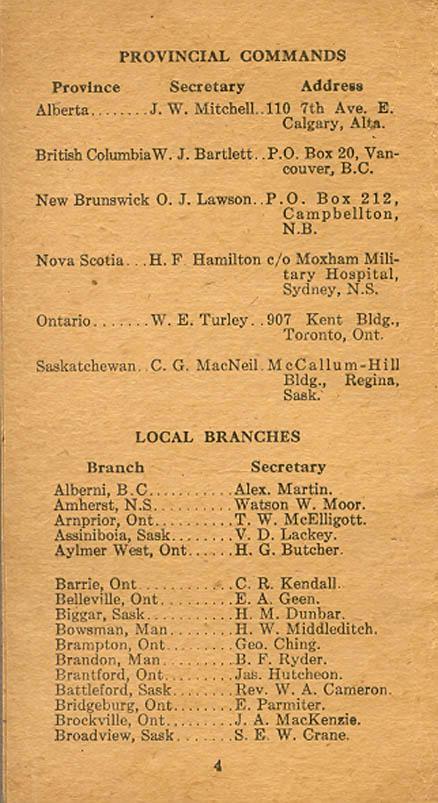 PROVINCIAL COMMANDS
Province Secretary Address
Alberta........J. W. Mitchell..110 7th Ave. E.
Calgary, Alta.
British Columbia W. J. Bartlett..P.O. Box 20, Van-
couver, B.C.
New Brunswick O. J. Lawson..P.O. Box 212,
Campbellton,
N.B.
Nova Scotia...H. F. Hamilton c/o Moxham Mili-
tary Hospital,
Sydney, N.S.
Ontario.......W. E. Turley..907 Kent Bldg.,
Toronto, Ont.
Saskatchewan..C. G. MacNeil.McCallum-Hill
Bldg., Regina,
Sask.
LOCAL BRANCHES
Branch Secretary
Alberni, B.C...........Alex. Martin.
Amherst, N.S...........Watson W. Moor.
Arnprior, Ont..........T. W. McElligott.
Assiniboia, Sask.......V. D. Lackey.
Aylmer West, Ont......H. G. Butcher.
Barrie, Ont............C. R. Kendall.
Belleville, Ont.........E. A. Geen.
Biggar, Sask...........H. M. Dunbar.
Bowsman, Man........H. W. Middleditch.
Brampton, Ont........Geo. Ching.
Brandon, Man.........B. F. Ryder.
Brantford, Ont.........Jas. Hutcheon.
Battleford, Sask.......Rev. W. A. Cameron.
Bridgeburg, Ont.......E. Parmiter.
Brockville, Ont........J. A. MacKenzie.
Broadview, Sask.......S. E. W. Crane.
4